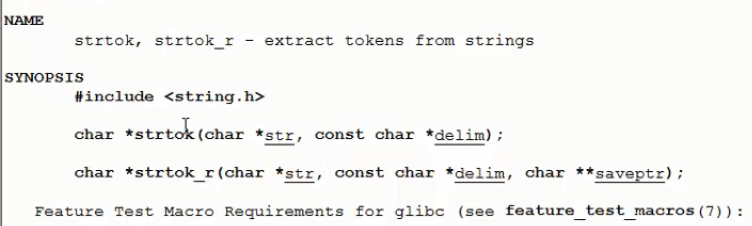 NAME
strtok, strtok_r - extract tokens from strings
SYNOPSIS
#include <string.h>
char *strtok(char *str, const char *delim);
char *strtok_r(char *str, const char *delim, char **saveptr);
Feature Test Macro Requirements for glibc (see feature_test_macros(7)):